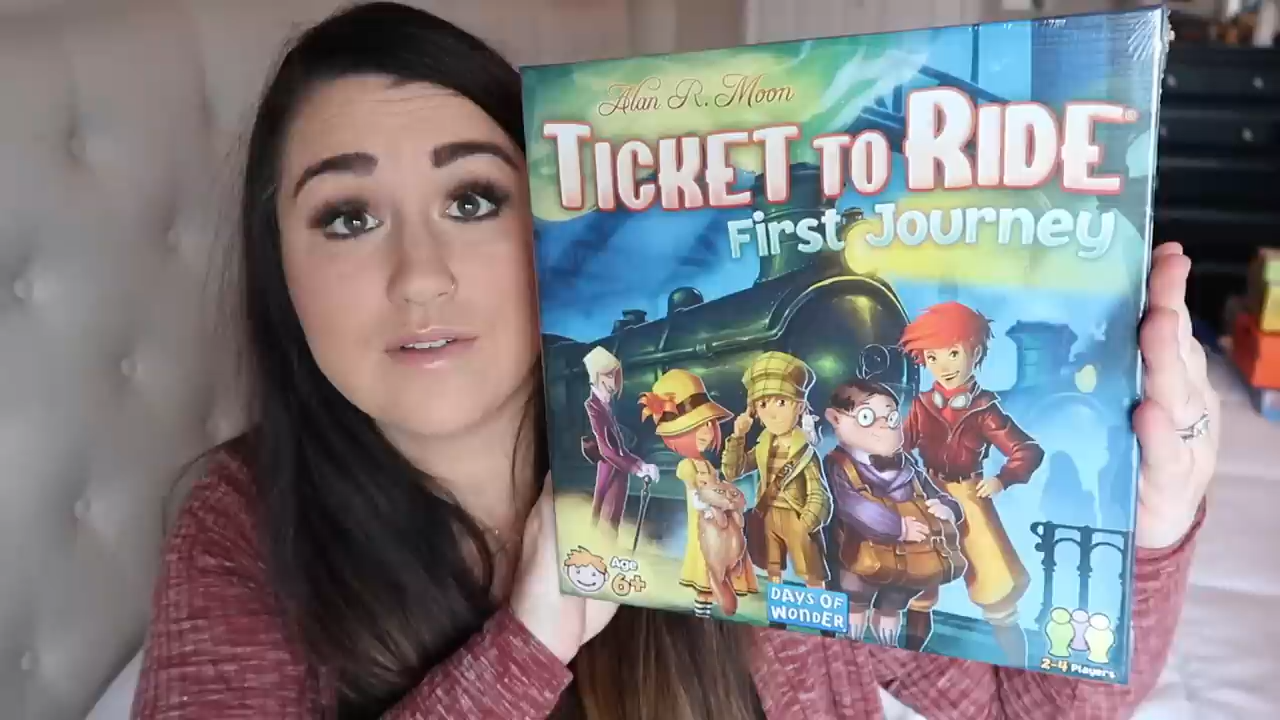 Alan R. Moon
TICKET TO RIDE®
First Journey
Age
6+
DAYS OF
WONDER
2-4 Players